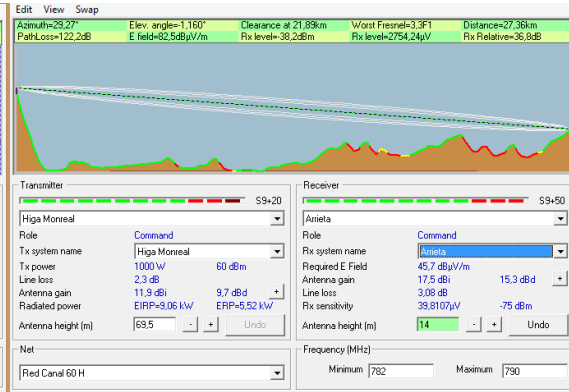 Edit View Swap
Azimuth=29,27° Elev. angle=-1,160° Clearance at 21,89km Worst Fresnel=3,3F1 Distance=27,36km
PathLoss=122,2dB E field=82,5dBµV/m Rx level=-38,2dBm Rx level=2754,24µV Rx Relative=36,8dB
Transmitter
S9+20
Higa Monreal
Role Command
Tx system name Higa Monreal
Tx power 1000 W 60 dBm
Line loss 2,3 dB
Antenna gain 11,9 dBi 9,7 dBd +
Radiated power EIRP=9,06 kW ERP=5,52 kW
Antenna height (m) 69,5 - + Undo
Net
Red Canal 60 H
Receiver
S9+50
Arrieta
Role Command
Rx system name Arrieta
Required E Field 45,7 dBµV/m
Antenna gain 17,5 dBi 15,3 dBd +
Line loss 3,08 dB
Rx sensitivity 39,8107µV -75 dBm
Antenna height (m) 14 - + Undo
Frequency (MHz)
Minimum 782 Maximum 790